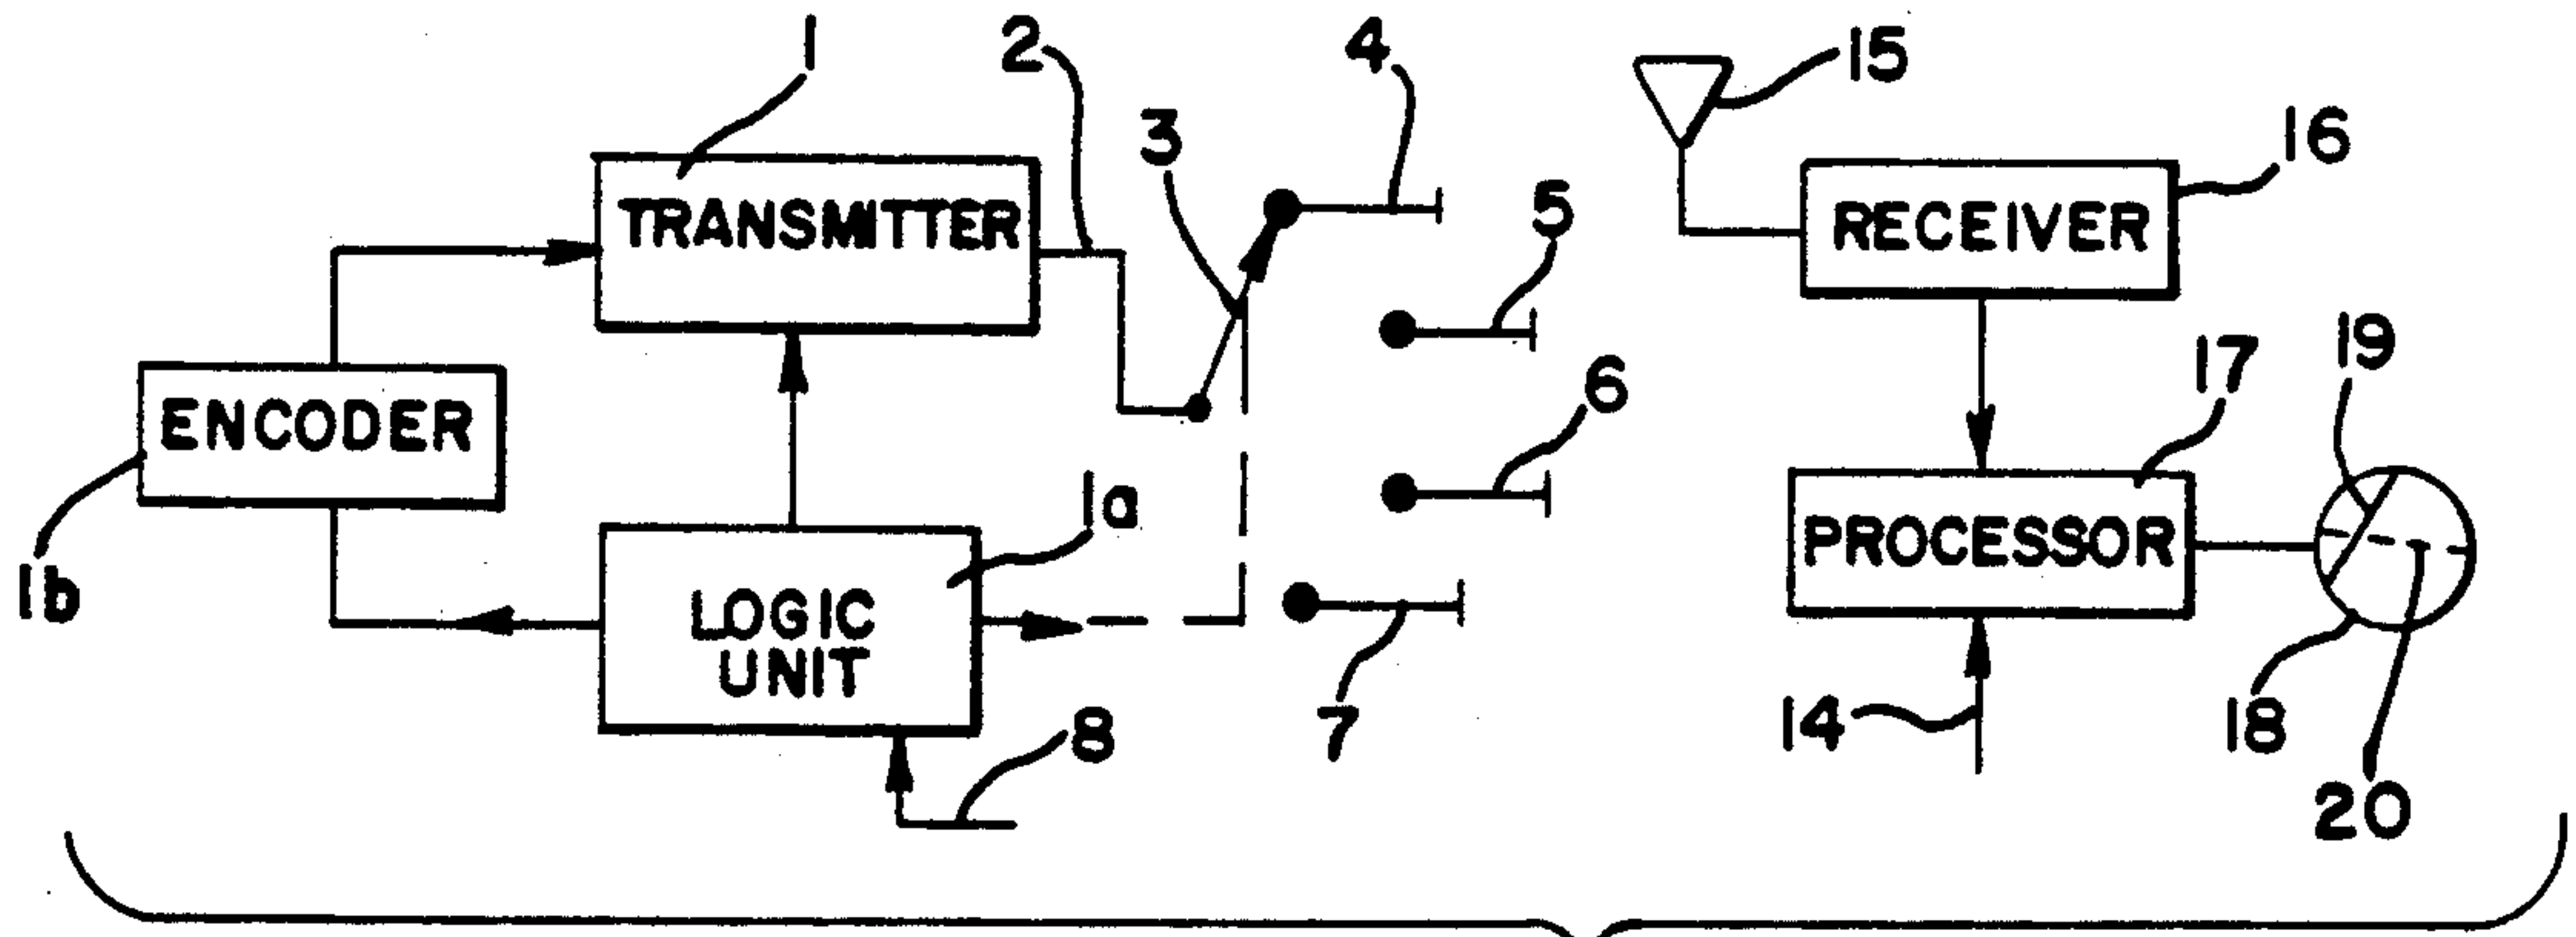 1
2
4
15
3
16
TRANSMITTER
5
RECEIVER
19
17
6
ENCODER
1a
PROCESSOR
1b
LOGIC
UNIT
8
7
14
18
20